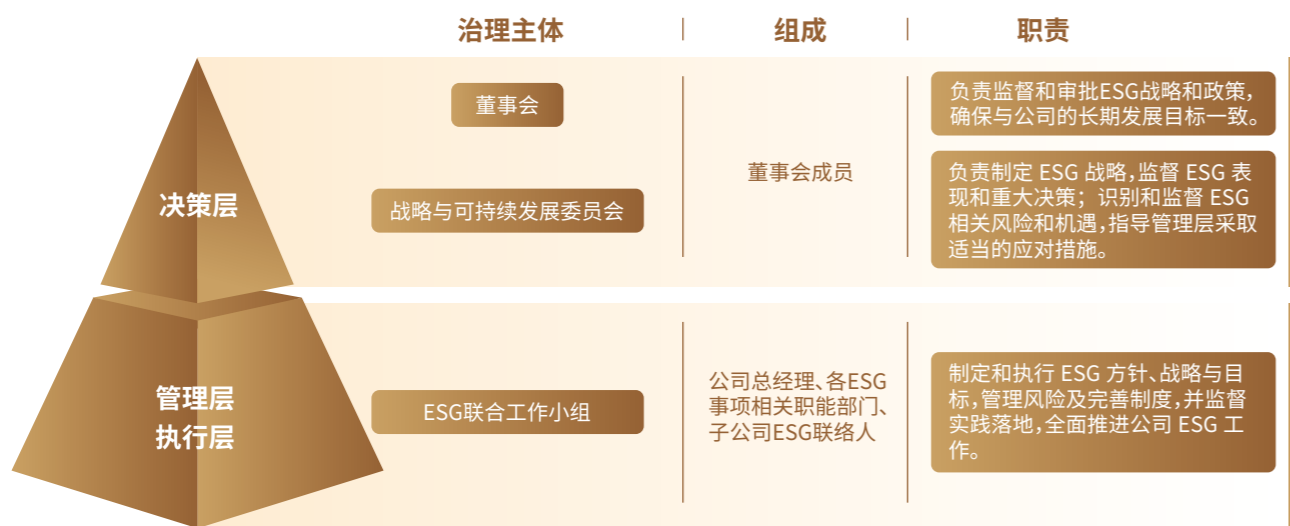 治理主体
组成
职责
决策层
董事会
战略与可持续发展委员会
董事会成员
负责监督和审批ESG战略和政策，
确保与公司的长期发展目标一致。
负责制定 ESG 战略，监督 ESG 表
现和重大决策；识别和监督 ESG
相关风险和机遇，指导管理层采取
适当的应对措施。
管理层
执行层
ESG联合工作小组
公司总经理、各ESG
事项相关职能部门、
子公司ESG联络人
制定和执行 ESG 方针、战略与目
标，管理风险及完善制度，并监督
实践落地，全面推进公司 ESG 工
作。